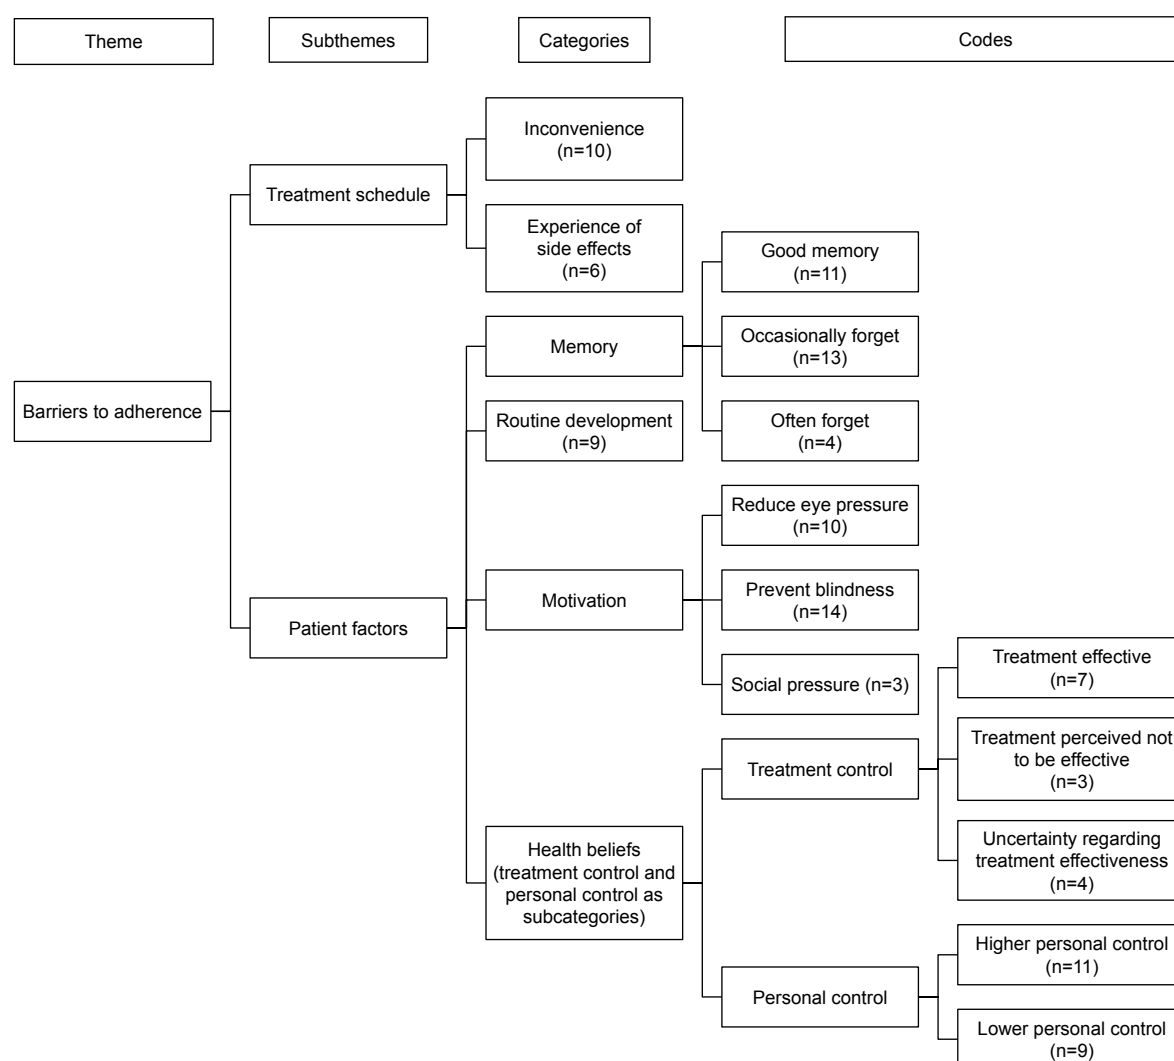 Theme
Subthemes
Categories
Codes
Barriers to adherence
Treatment schedule
Inconvenience
(n=10)
Experience of
side effects
(n=6)
Patient factors
Memory
Good memory
(n=11)
Occasionally forget
(n=13)
Often forget
(n=4)
Routine development
(n=9)
Motivation
Reduce eye pressure
(n=10)
Prevent blindness
(n=14)
Social pressure (n=3)
Health beliefs
(treatment control and
personal control as
subcategories)
Treatment control
Treatment effective
(n=7)
Treatment perceived not
to be effective
(n=3)
Uncertainty regarding
treatment effectiveness
(n=4)
Personal control
Higher personal control
(n=11)
Lower personal control
(n=9)